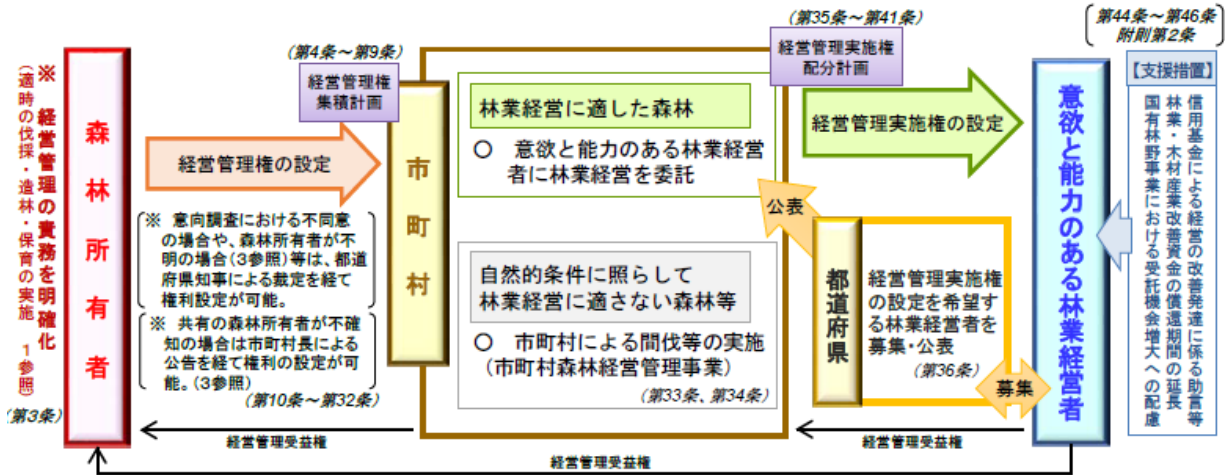 ※ 経営管理の責務を明確化
（適時の伐採・造林・保育の実施 1参照）
(第3条)
森林所有者
(第4条～第9条)
経営管理権
集積計画
経営管理権の設定
※ 意向調査における不同意
の場合や、森林所有者が不
明の場合(3参照)等は、都道
府県知事による裁定を経て
権利設定が可能。
※ 共有の森林所有者が不確
知の場合は市町村長による
公告を経て権利の設定が可
能。(3参照)
(第10条～第32条)
経営管理受益権
市町村
林業経営に適した森林
○ 意欲と能力のある林業経営
者に林業経営を委託
自然的条件に照らして
林業経営に適さない森林等
○ 市町村による間伐等の実施
(市町村森林経営管理事業)
(第33条、第34条)
(第35条～第41条)
経営管理実施権
配分計画
経営管理実施権の設定
公表
都道府県
経営管理実施権
の設定を希望す
る林業経営者を
募集・公表
(第36条)
募集
経営管理受益権
経営管理受益権
意欲と能力のある林業経営者
第44条～第46条
附則第2条
【支援措置】
信用基金による経営の改善発達に係る助言等
林業・木材産業改善資金の償還期間の延長
国有林野事業における受託機会増大への配慮